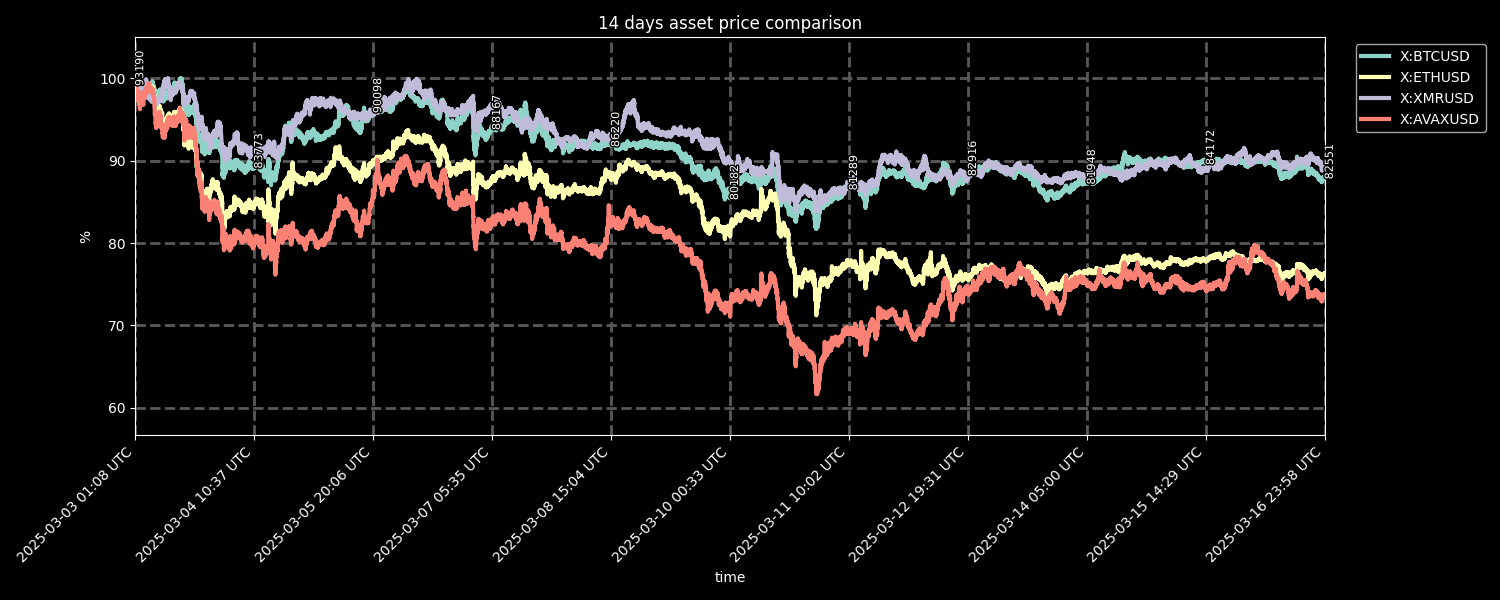 14 days asset price comparison
X:BTCUSD
X:ETHUSD
X:XMRUSD
X:AVAXUSD
%
100
90
80
70
60
93190
83773
90098
88167
86220
80182
81289
82916
81948
84172
82551
2025-03-03 01:08 UTC
2025-03-04 10:37 UTC
2025-03-05 20:06 UTC
2025-03-07 05:35 UTC
2025-03-08 15:04 UTC
2025-03-10 00:33 UTC
2025-03-11 10:02 UTC
2025-03-12 19:31 UTC
2025-03-14 05:00 UTC
2025-03-15 14:29 UTC
2025-03-16 23:58 UTC
time